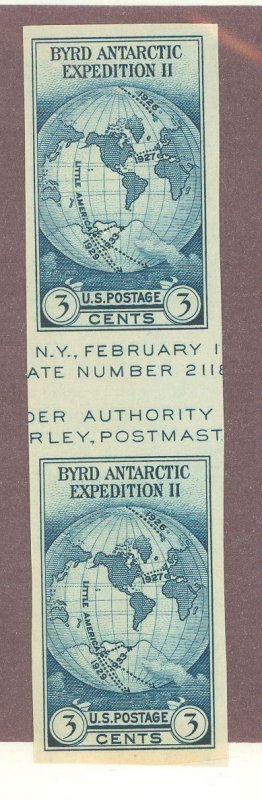 BYRD ANTARCTIC
EXPEDITION II
1926
1927
LITTLE AMERICA
1933
1929
3 U.S. POSTAGE 3
CENTS
N.Y., FEBRUARY 1
ATE NUMBER 2118
DER AUTHORITY
RLEY, POSTMAST
BYRD ANTARCTIC
EXPEDITION II
1926
1927
LITTLE AMERICA
1933
1929
3 U.S. POSTAGE 3
CENTS